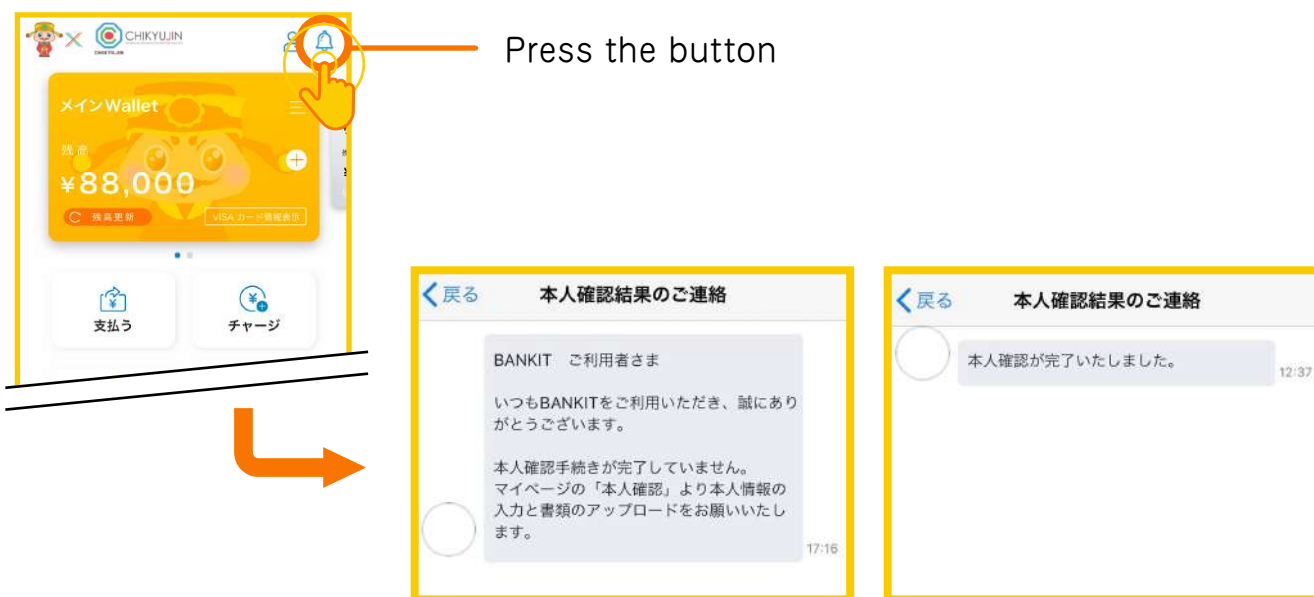 CHIKYUJIN
CHIKYUJIN
Press the button
メインWallet
残高
¥88,000
残高更新
VISA カード情報表示
支払う
チャージ
戻る
本人確認結果のご連絡
BANKIT ご利用者さま
いつもBANKITをご利用いただき、誠にあり
がとうございます。
本人確認手続きが完了していません。
マイページの「本人確認」より本人情報の
入力と書類のアップロードをお願いいたし
ます。
17:16
戻る
本人確認結果のご連絡
本人確認が完了いたしました。
12:37